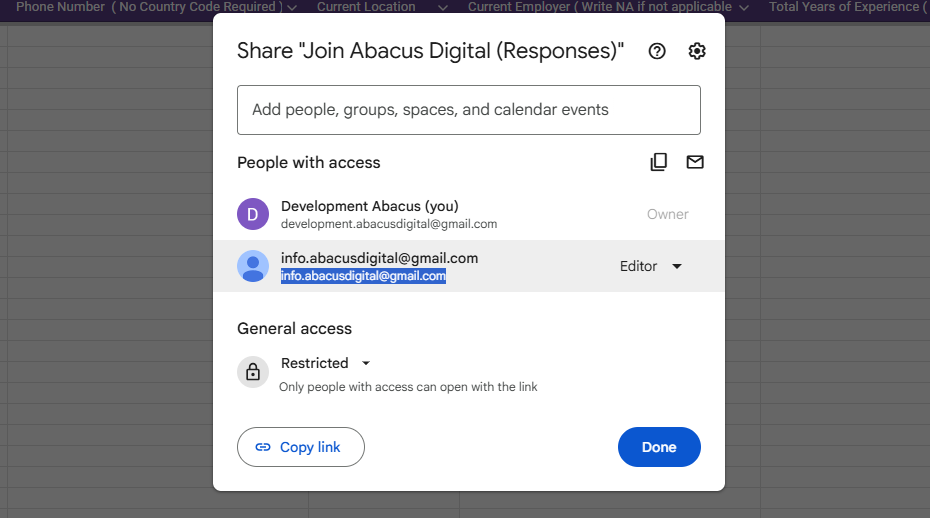 Phone Number ( No Country Code Required ) Current Location Current Employer ( Write NA if not applicable Total Years of Experience (
Share "Join Abacus Digital (Responses)"
Add people, groups, spaces, and calendar events
People with access
D
Development Abacus (you)
development.abacusdigital@gmail.com
Owner
info.abacusdigital@gmail.com
info.abacusdigital@gmail.com
Editor
General access
Restricted
Only people with access can open with the link
Copy link
Done